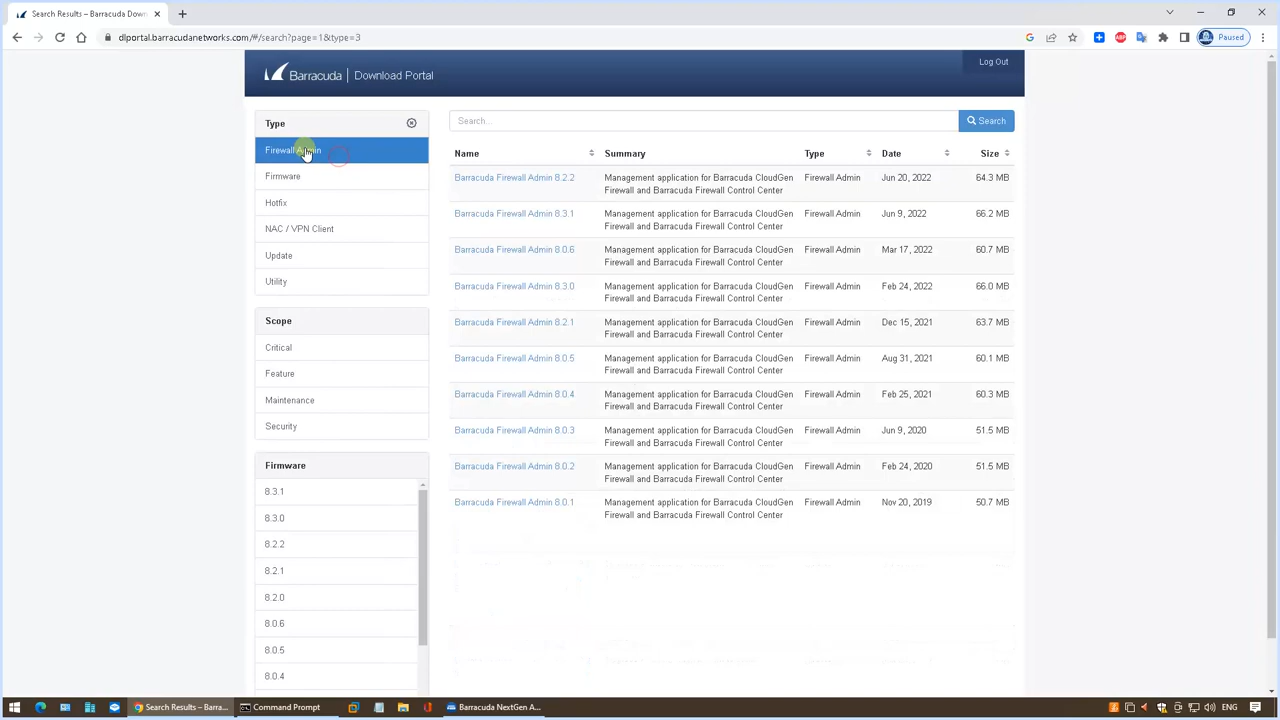 Search Results – Barracuda Down
dlportal.barracudanetworks.com/#/search?page=1&type=3
Paused
Barracuda | Download Portal
Log Out
Type
Firewall Admin
Firmware
Hotfix
NAC / VPN Client
Update
Utility
Scope
Critical
Feature
Maintenance
Security
Firmware
8.3.1
8.3.0
8.2.2
8.2.1
8.2.0
8.0.6
8.0.5
8.0.4
Search...
Search
Name Summary Type Date Size
Barracuda Firewall Admin 8.2.2 Management application for Barracuda CloudGen Firewall Admin Jun 20, 2022 64.3 MB
Firewall and Barracuda Firewall Control Center
Barracuda Firewall Admin 8.3.1 Management application for Barracuda CloudGen Firewall Admin Jun 9, 2022 66.2 MB
Firewall and Barracuda Firewall Control Center
Barracuda Firewall Admin 8.0.6 Management application for Barracuda CloudGen Firewall Admin Mar 17, 2022 60.7 MB
Firewall and Barracuda Firewall Control Center
Barracuda Firewall Admin 8.3.0 Management application for Barracuda CloudGen Firewall Admin Feb 24, 2022 66.0 MB
Firewall and Barracuda Firewall Control Center
Barracuda Firewall Admin 8.2.1 Management application for Barracuda CloudGen Firewall Admin Dec 15, 2021 63.7 MB
Firewall and Barracuda Firewall Control Center
Barracuda Firewall Admin 8.0.5 Management application for Barracuda CloudGen Firewall Admin Aug 31, 2021 60.1 MB
Firewall and Barracuda Firewall Control Center
Barracuda Firewall Admin 8.0.4 Management application for Barracuda CloudGen Firewall Admin Feb 25, 2021 60.3 MB
Firewall and Barracuda Firewall Control Center
Barracuda Firewall Admin 8.0.3 Management application for Barracuda CloudGen Firewall Admin Jun 9, 2020 51.5 MB
Firewall and Barracuda Firewall Control Center
Barracuda Firewall Admin 8.0.2 Management application for Barracuda CloudGen Firewall Admin Feb 24, 2020 51.5 MB
Firewall and Barracuda Firewall Control Center
Barracuda Firewall Admin 8.0.1 Management application for Barracuda CloudGen Firewall Admin Nov 20, 2019 50.7 MB
Firewall and Barracuda Firewall Control Center
Search Results – Barra... Command Prompt Barracuda NextGen A... ENG